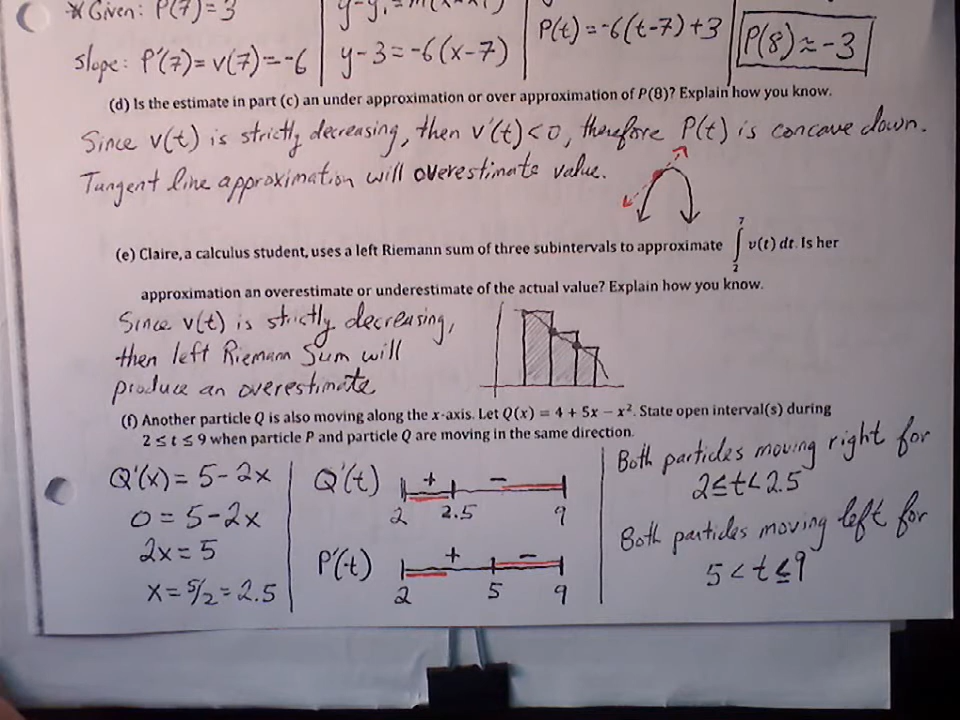 * Given: P(7) = 3
slope: P'(7) = v(7) = -6
y - 3 = -6(x-7)
P(t) = -6(t-7) + 3
P(8) ≈ -3
(d) Is the estimate in part (c) an under approximation or over approximation of P(8)? Explain how you know.
Since v(t) is strictly decreasing, then v'(t) < 0, therefore P(t) is concave down.
Tangent line approximation will overestimate value.
(e) Claire, a calculus student, uses a left Riemann sum of three subintervals to approximate ∫₂⁷ v(t) dt. Is her
approximation an overestimate or underestimate of the actual value? Explain how you know.
Since v(t) is strictly decreasing,
then left Riemann Sum will
produce an overestimate
(f) Another particle Q is also moving along the x-axis. Let Q(x) = 4 + 5x − x². State open interval(s) during
2 ≤ t ≤ 9 when particle P and particle Q are moving in the same direction.
Q'(x) = 5 - 2x
0 = 5 - 2x
2x = 5
x = 5/2 = 2.5
Q'(t) + -
2 2.5 9
P'(t) + -
2 5 9
Both particles moving right for
2 ≤ t < 2.5
Both particles moving left for
5 < t ≤ 9